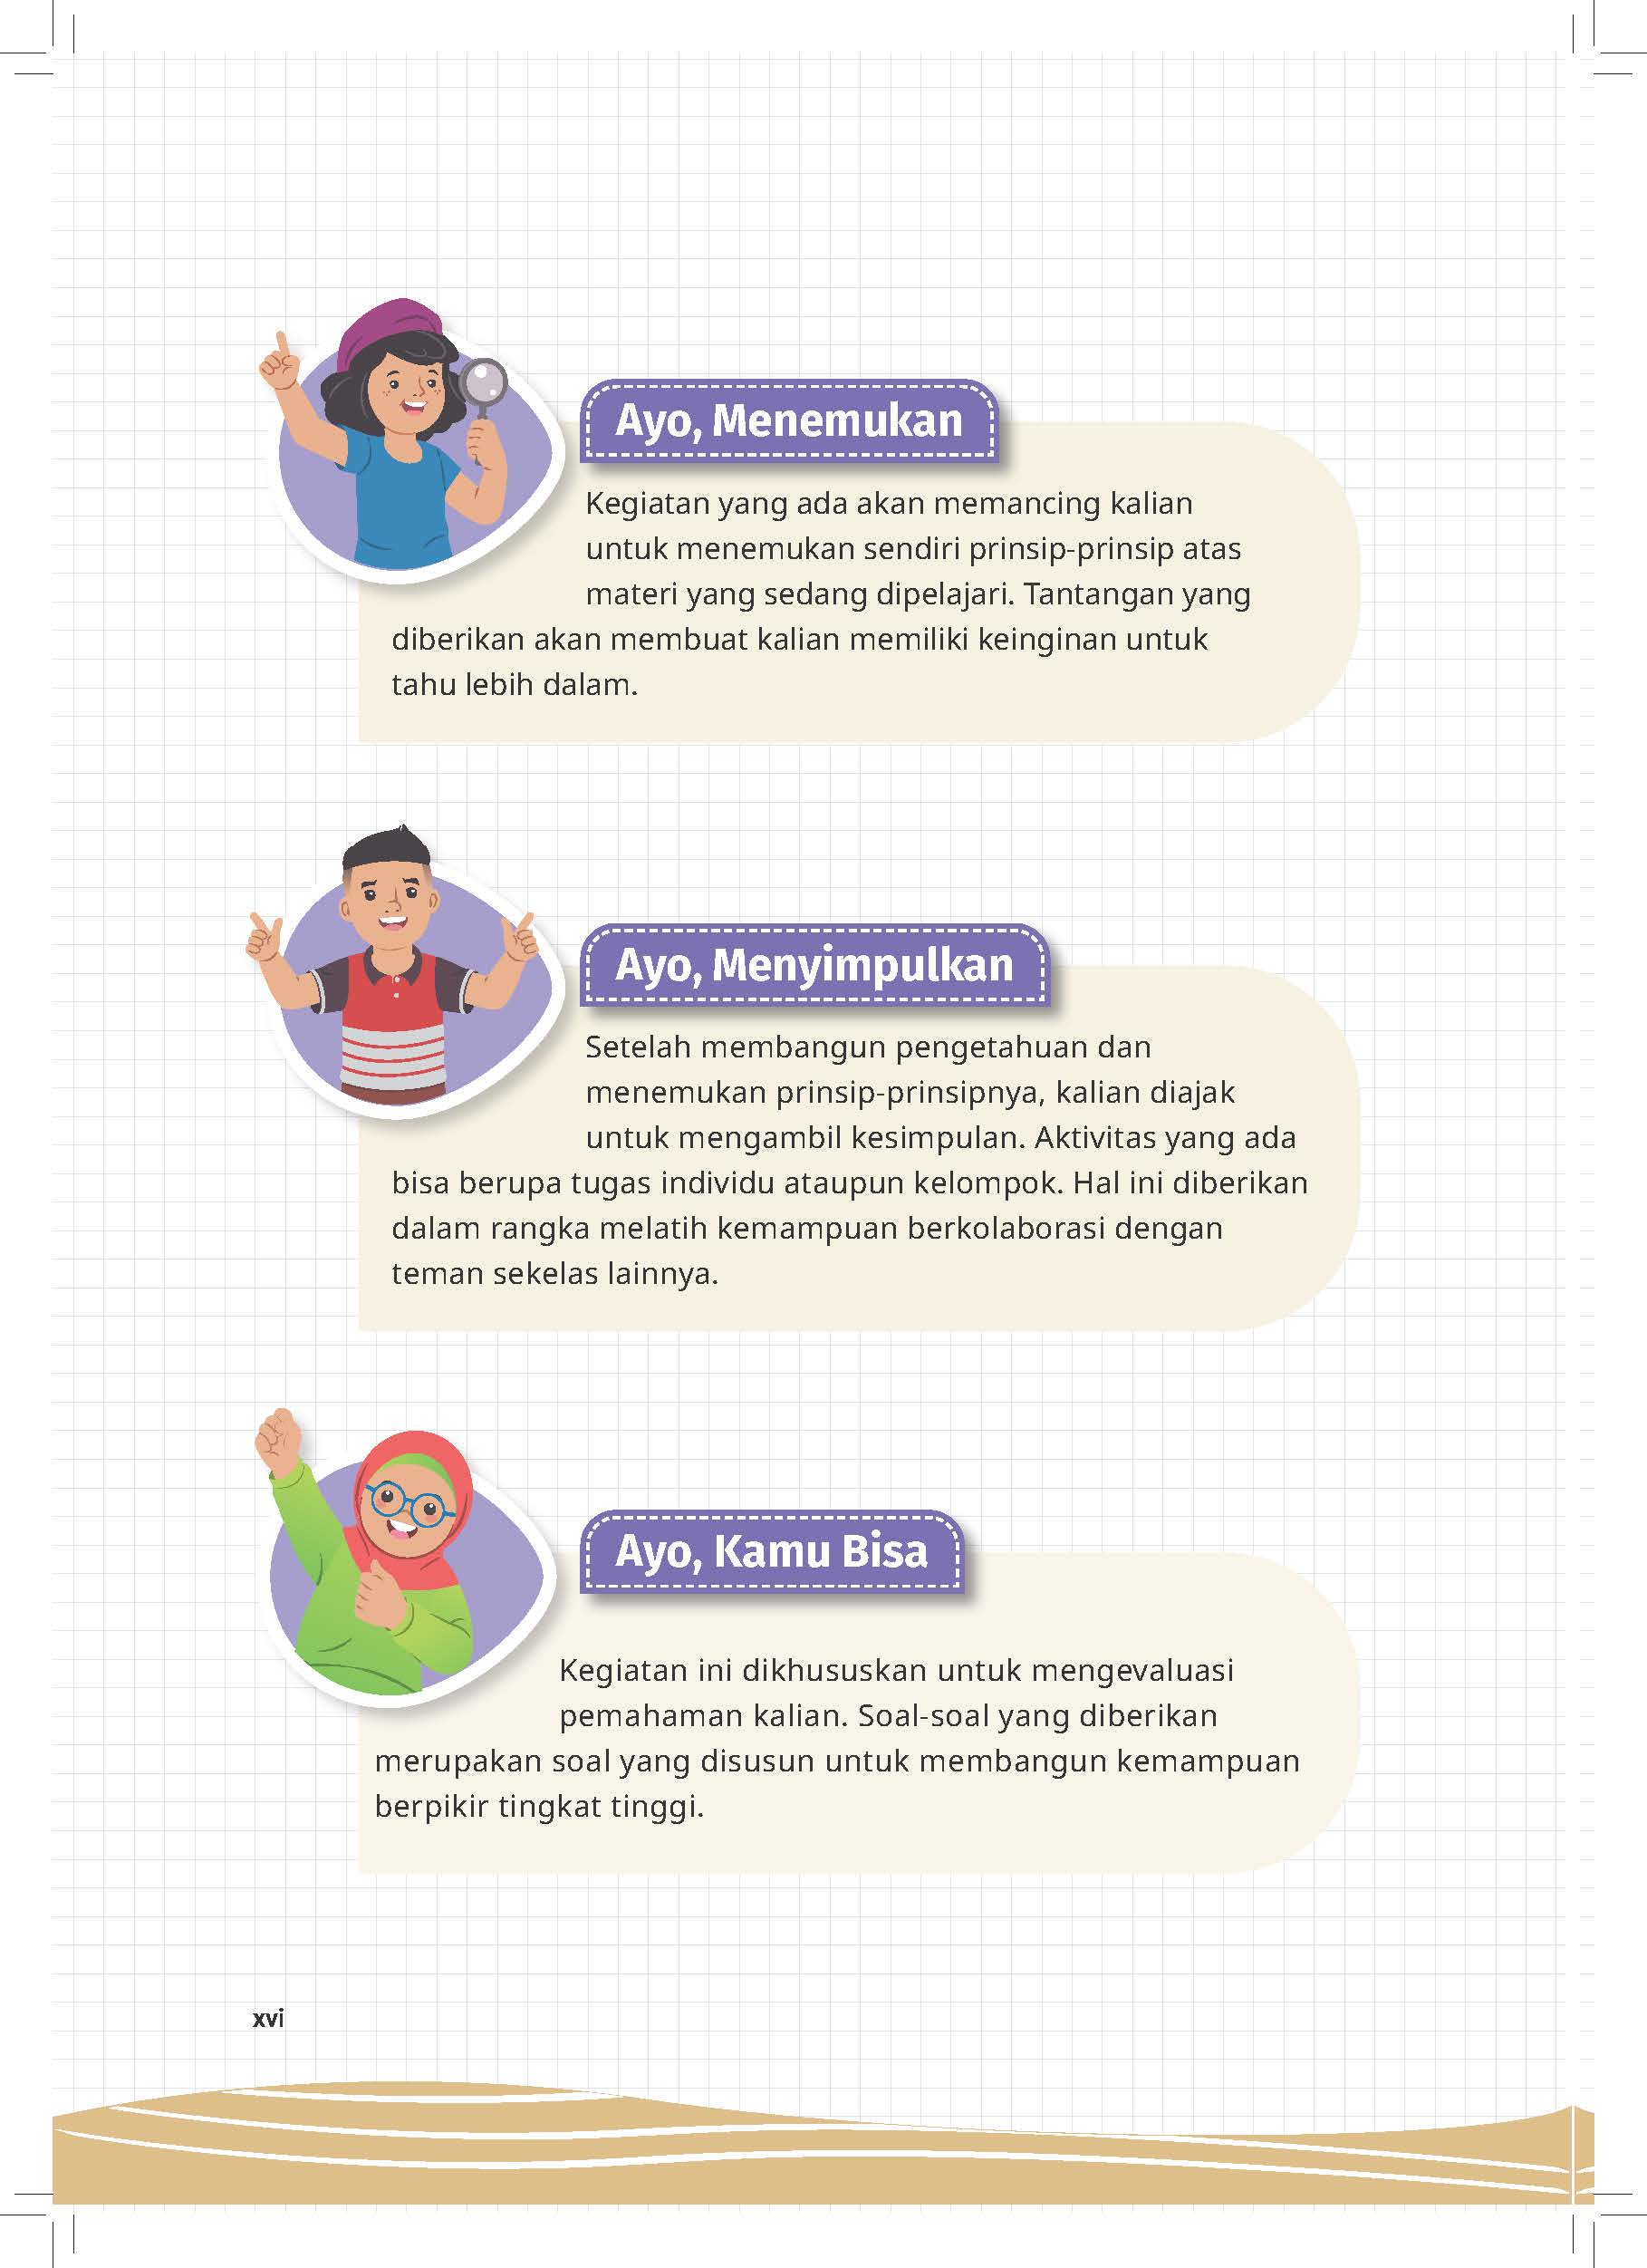 Ayo, Menemukan
Kegiatan yang ada akan memancing kalian
untuk menemukan sendiri prinsip-prinsip atas
materi yang sedang dipelajari. Tantangan yang
diberikan akan membuat kalian memiliki keinginan untuk
tahu lebih dalam.
Ayo, Menyimpulkan
Setelah membangun pengetahuan dan
menemukan prinsip-prinsipnya, kalian diajak
untuk mengambil kesimpulan. Aktivitas yang ada
bisa berupa tugas individu ataupun kelompok. Hal ini diberikan
dalam rangka melatih kemampuan berkolaborasi dengan
teman sekelas lainnya.
Ayo, Kamu Bisa
Kegiatan ini dikhususkan untuk mengevaluasi
pemahaman kalian. Soal-soal yang diberikan
merupakan soal yang disusun untuk membangun kemampuan
berpikir tingkat tinggi.
xvi